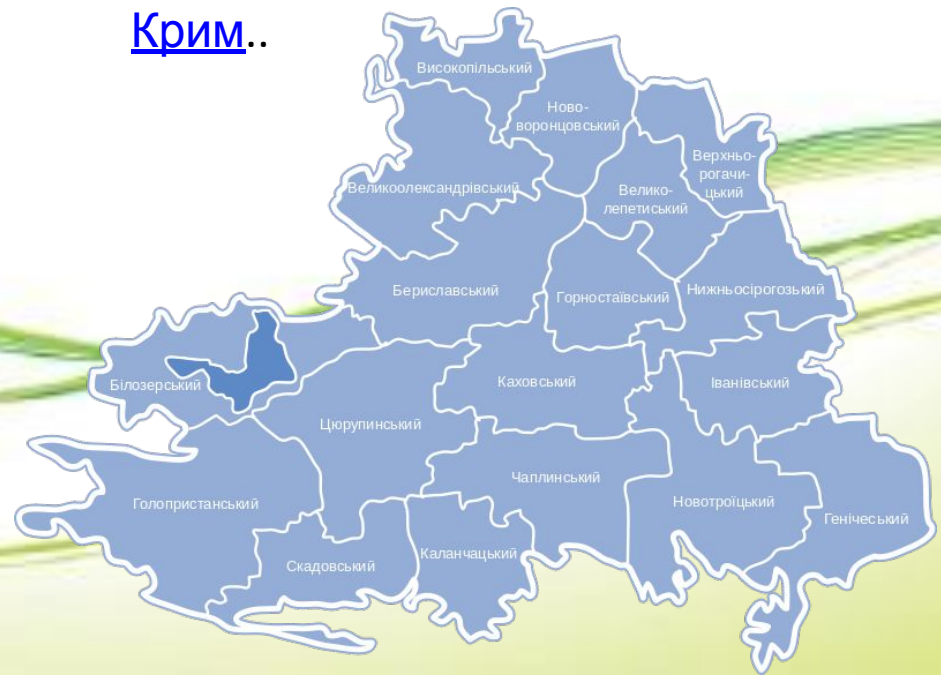 Крим..
Високопільський
Ново-
воронцовський
Верхньо-
рогачи-
цький
Великоолександрівський
Велико-
лепетиський
Бериславський
Горностаївський
Нижньосірогозький
Білозерський
Каховський
Іванівський
Цюрупинський
Чаплинський
Голопристанський
Новотроїцький
Генічеський
Скадовський
Каланчацький